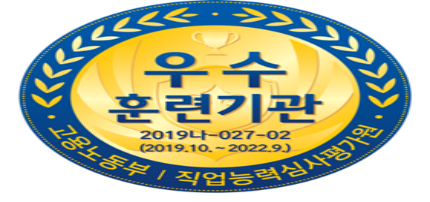 우수
훈련기관
2019나-027-02
(2019.10. ~ 2022.9.)
고용노동부 | 직업능력심사평가원